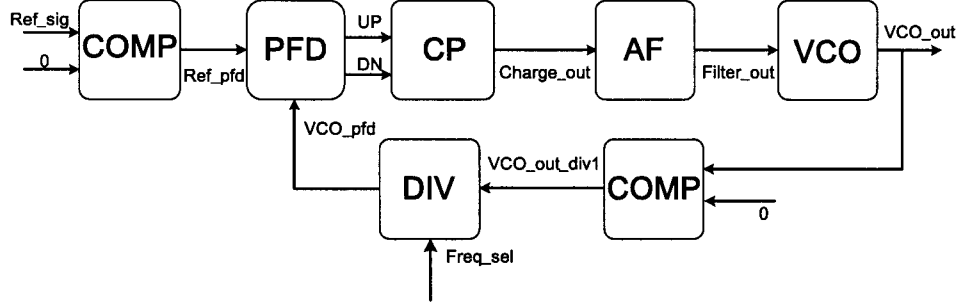 Ref_sig
0
COMP
Ref_pfd
PFD
UP
DN
CP
Charge_out
AF
Filter_out
VCO
VCO_out
VCO_pfd
DIV
VCO_out_div1
COMP
0
Freq_sel